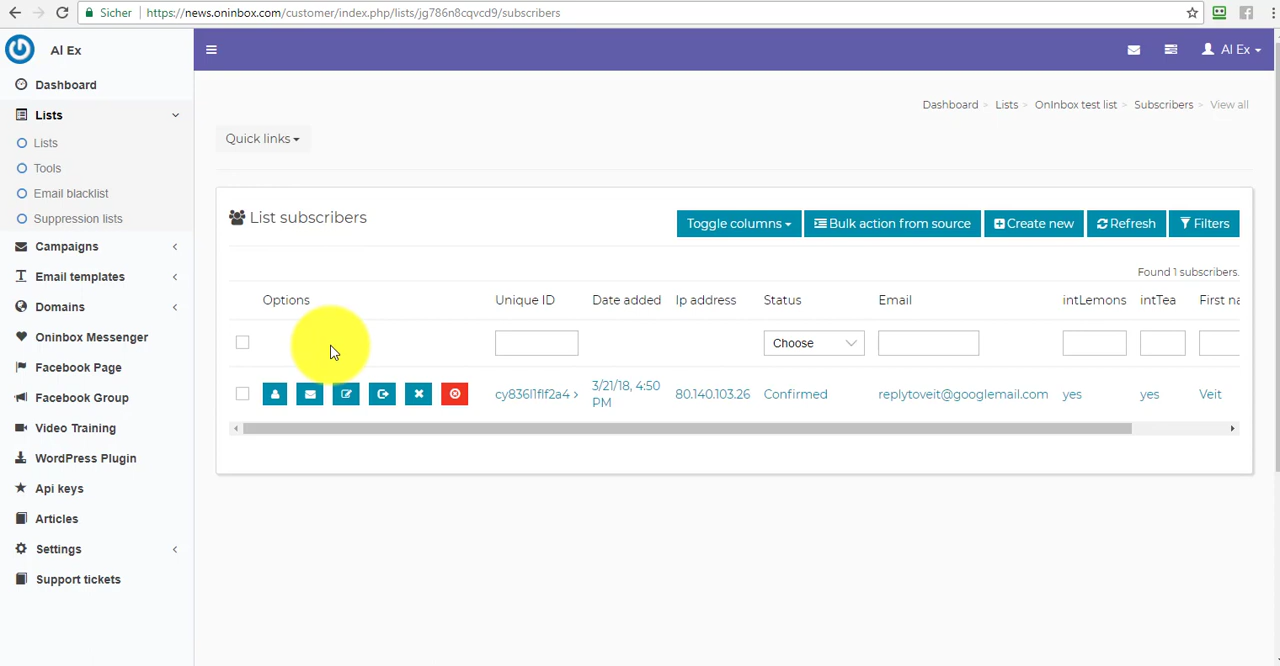 Sicher https://news.oninbox.com/customer/index.php/lists/jg786n8cqvcd9/subscribers
Al Ex
Al Ex
Dashboard
Lists
Lists
Tools
Email blacklist
Suppression lists
Campaigns
Email templates
Domains
Oninbox Messenger
Facebook Page
Facebook Group
Video Training
WordPress Plugin
Api keys
Articles
Settings
Support tickets
Dashboard > Lists > OnInbox test list > Subscribers > View all
Quick links
List subscribers
Toggle columns Bulk action from source Create new Refresh Filters
Found 1 subscribers.
Options Unique ID Date added Ip address Status Email intLemons intTea First na
Choose
3/21/18, 4:50 PM 80.140.103.26 Confirmed replytoveit@googlemail.com yes yes Veit